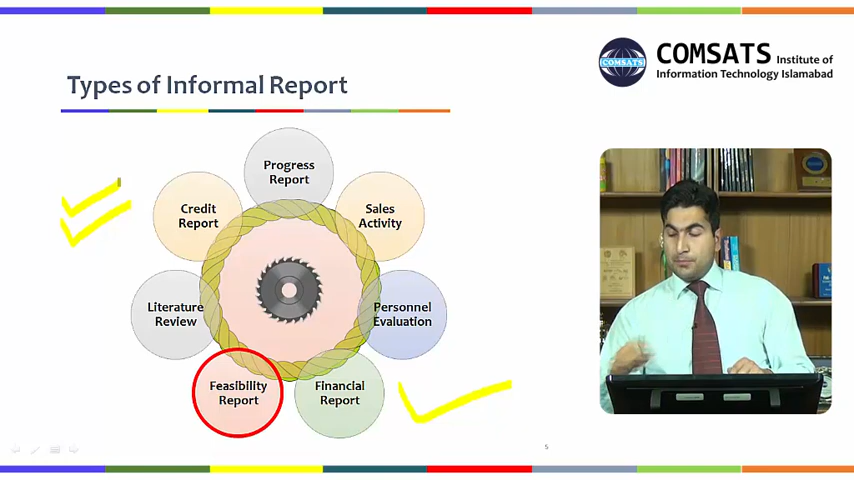 COMSATS Institute of
Information Technology Islamabad
COMSATS
Types of Informal Report
Progress
Report
Credit
Report
Sales
Activity
Literature
Review
Personnel
Evaluation
Feasibility
Report
Financial
Report
5